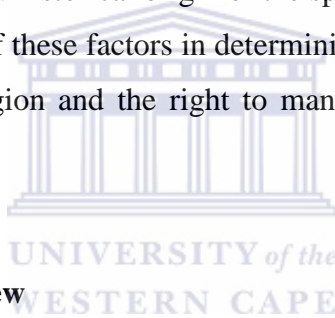 f these factors in determini
gion and the right to man
UNIVERSITY of the
ew
WESTERN CAPE